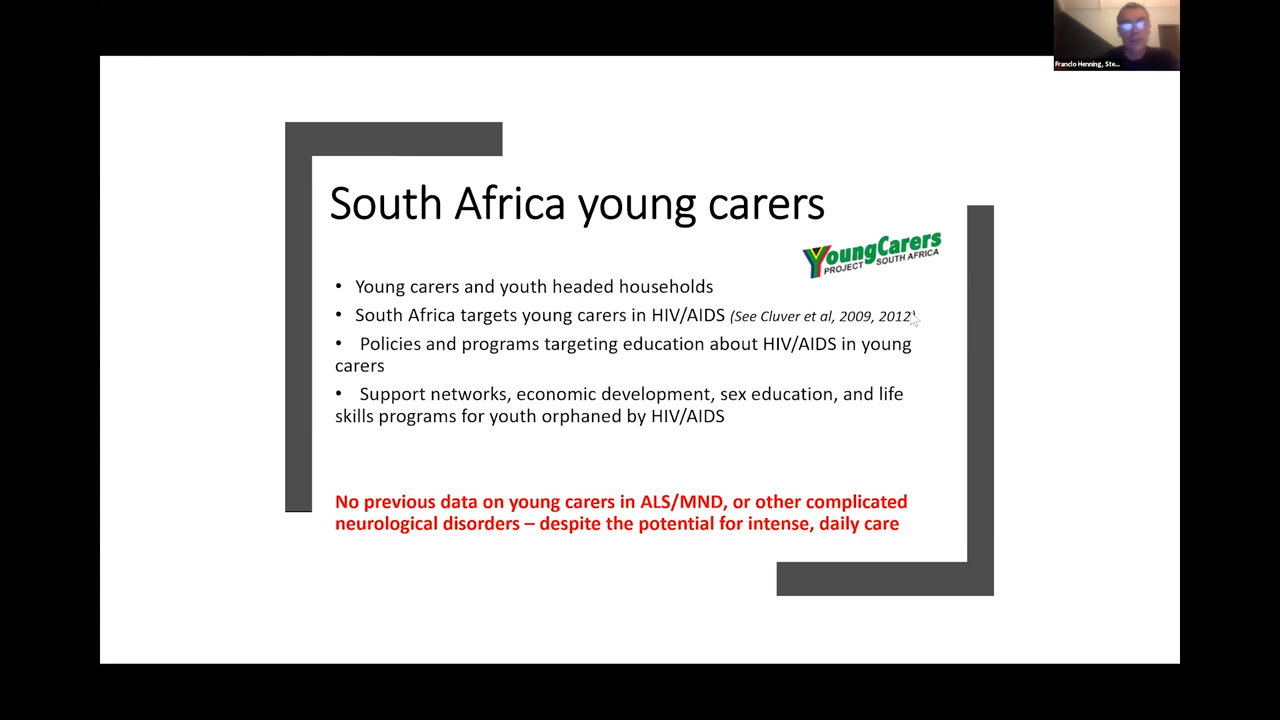 Franclo Henning, Ste...
South Africa young carers
YoungCarers
PROJECT SOUTH AFRICA
• Young carers and youth headed households
• South Africa targets young carers in HIV/AIDS (See Cluver et al, 2009, 2012)
• Policies and programs targeting education about HIV/AIDS in young
carers
• Support networks, economic development, sex education, and life
skills programs for youth orphaned by HIV/AIDS
No previous data on young carers in ALS/MND, or other complicated
neurological disorders – despite the potential for intense, daily care